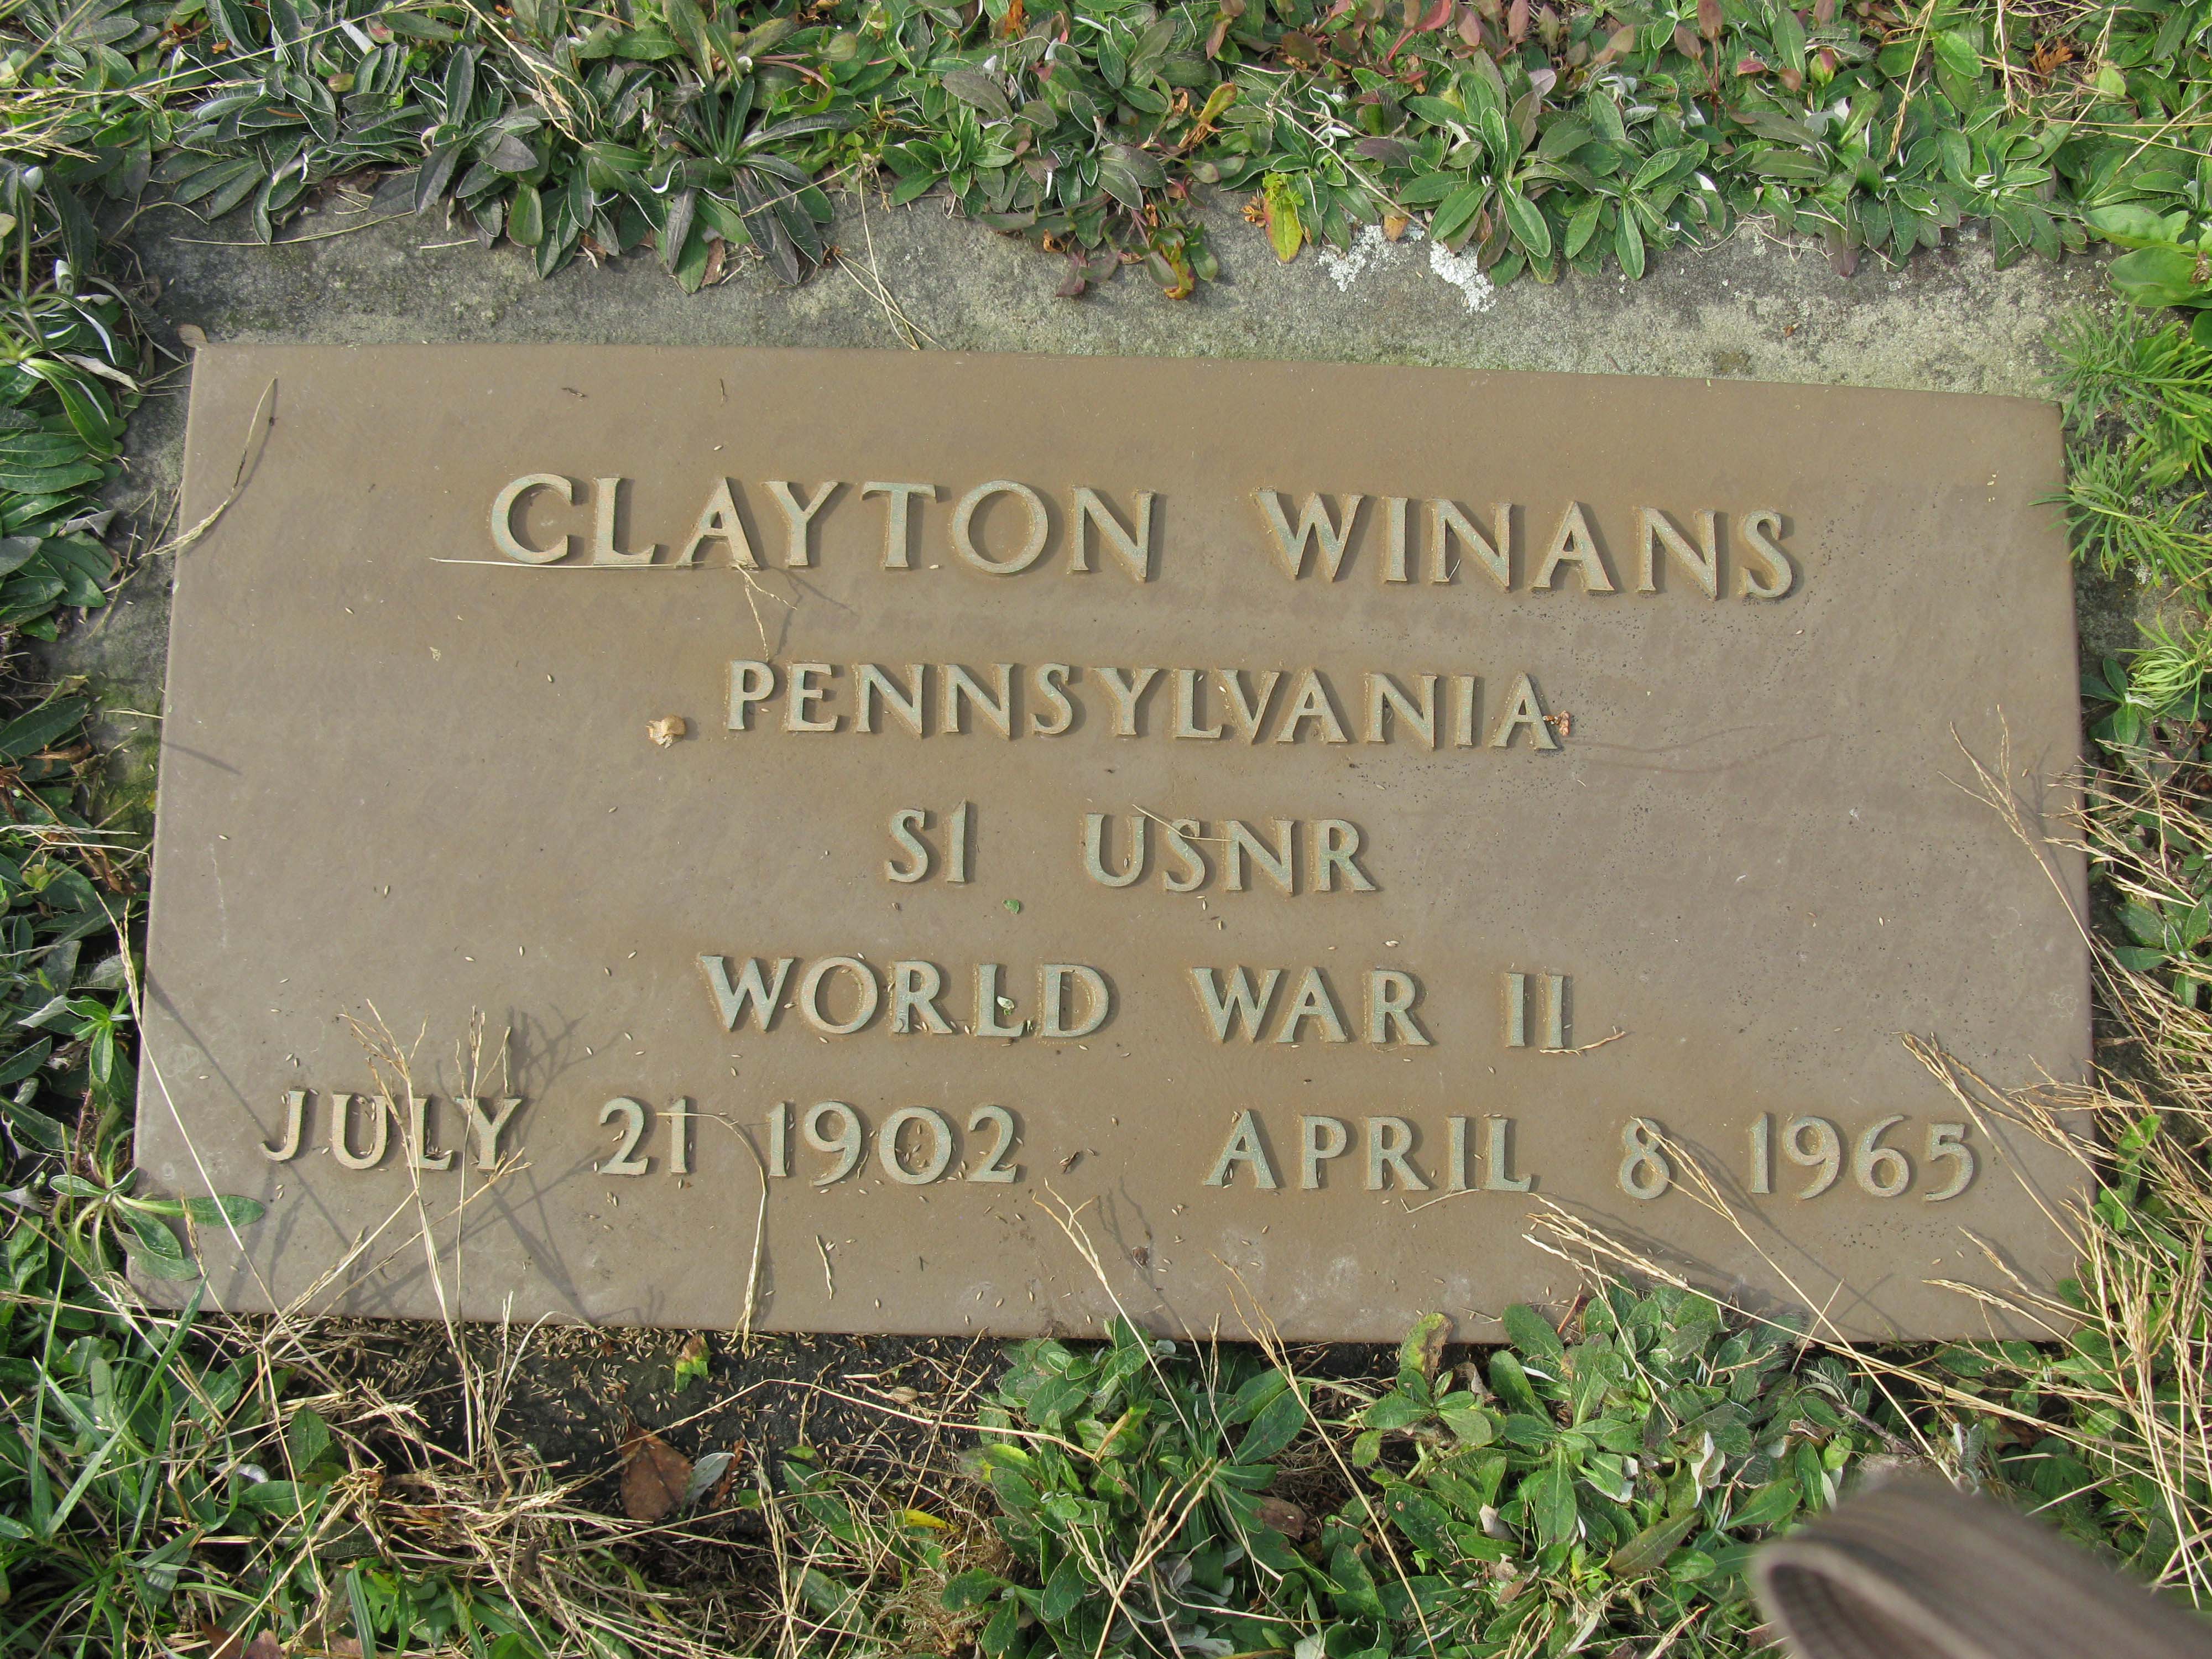 CLAYTON WINANS
PENNSYLVANIA
S1 USNR
WORLD WAR II
JULY 21 1902 APRIL 8 1965